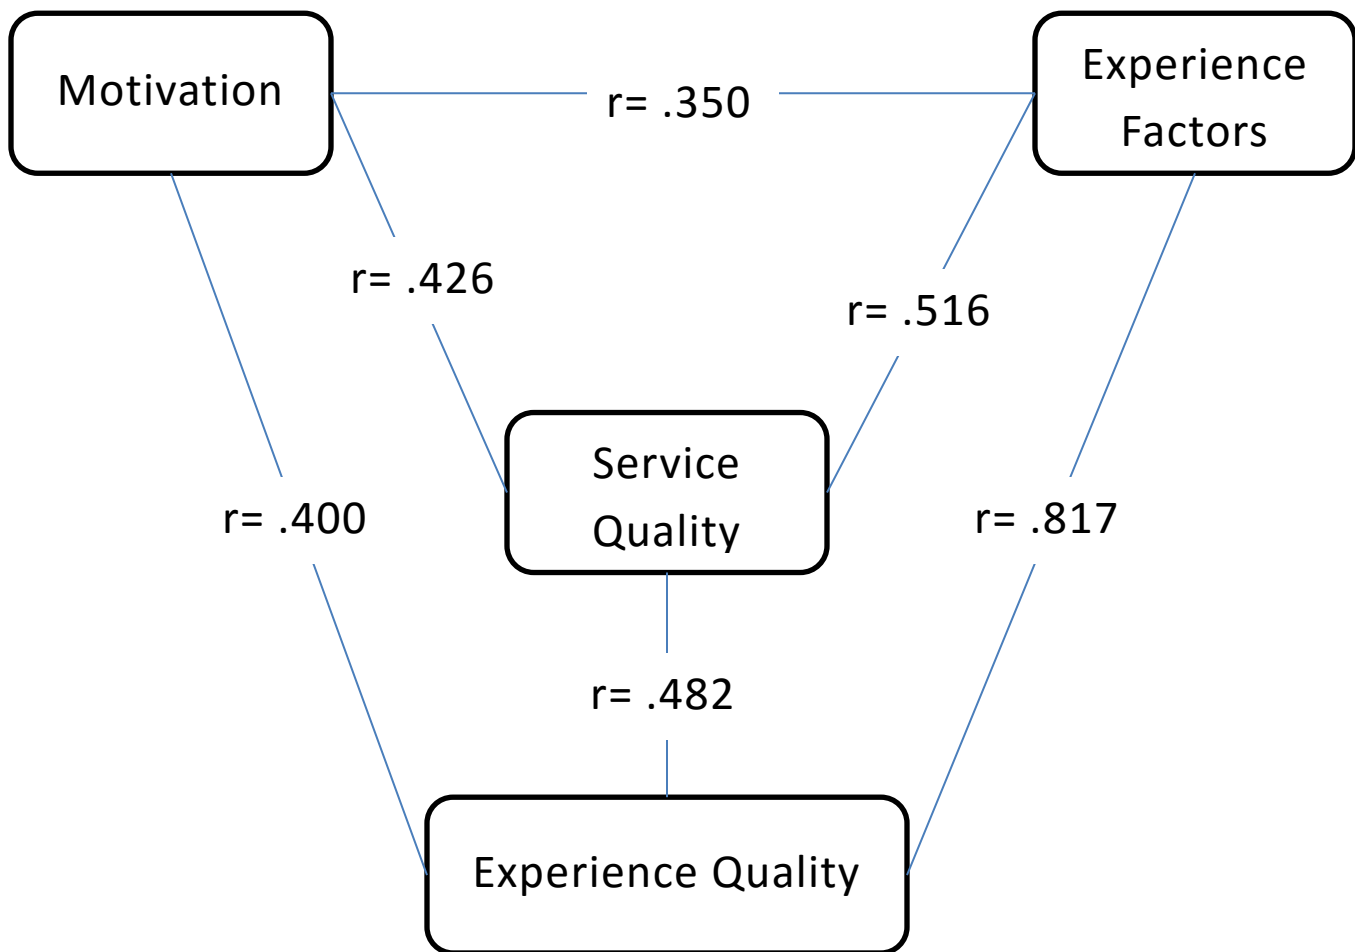 Motivation
r= .350
Experience
Factors
r= .426
r= .516
Service
Quality
r= .400
r= .817
r= .482
Experience Quality